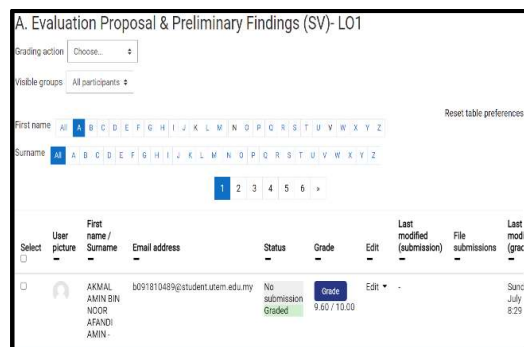 A. Evaluation Proposal & Preliminary Findings (SV)- LO1
Grading action Choose...
Visible groups All participants
Reset table preferences
First name All A B C D E F G H I J K L M N O P Q R S T U V W X Y Z
Surname All A B C D E F G H I J K L M N O P Q R S T U V W X Y Z
1 2 3 4 5 6 »
Select
User picture
First name / Surname
Email address
Status
Grade
Edit
Last modified (submission)
File submissions
Last modi (grad
AKMAL AMIN BIN NOOR AFANDI AMIN -
b091810489@student.utem.edu.my
No submission
Graded
Grade
9.60 / 10.00
Edit
-
Sund
July
8:29